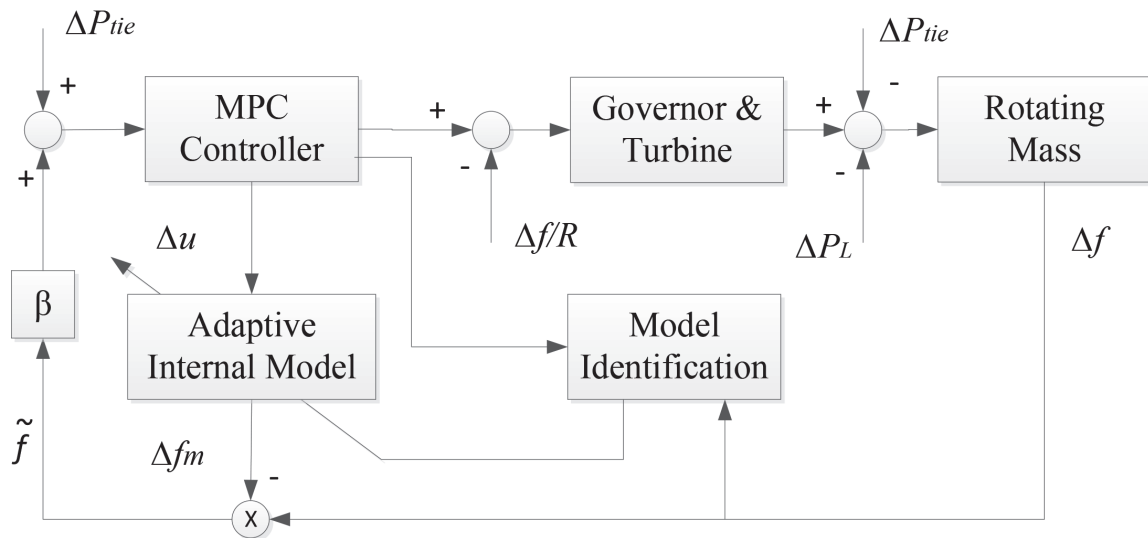 ΔPtie
ΔPtie
+
+
MPC
Controller
+
-
Governor &
Turbine
+
-
-
Rotating
Mass
Δu
Δf/R
ΔPL
Δf
β
Adaptive
Internal Model
Model
Identification
f̃
Δfm
-
X